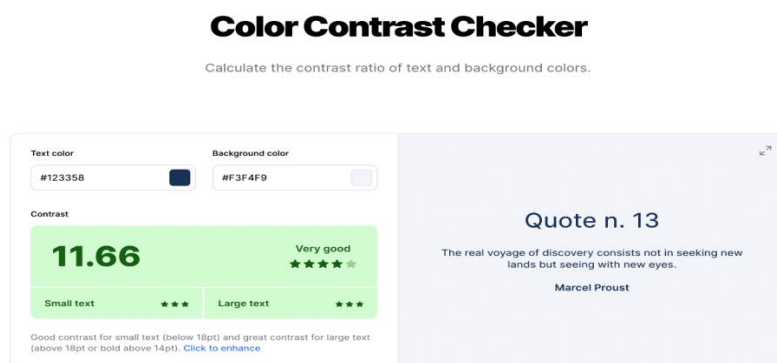 Color Contrast Checker
Calculate the contrast ratio of text and background colors.
Text color
Background color
#123358
#F3F4F9
Contrast
11.66
Very good
Small text
Large text
Good contrast for small text (below 18pt) and great contrast for large text
(above 18pt or bold above 14pt). Click to enhance
Quote n. 13
The real voyage of discovery consists not in seeking new
lands but seeing with new eyes.
Marcel Proust